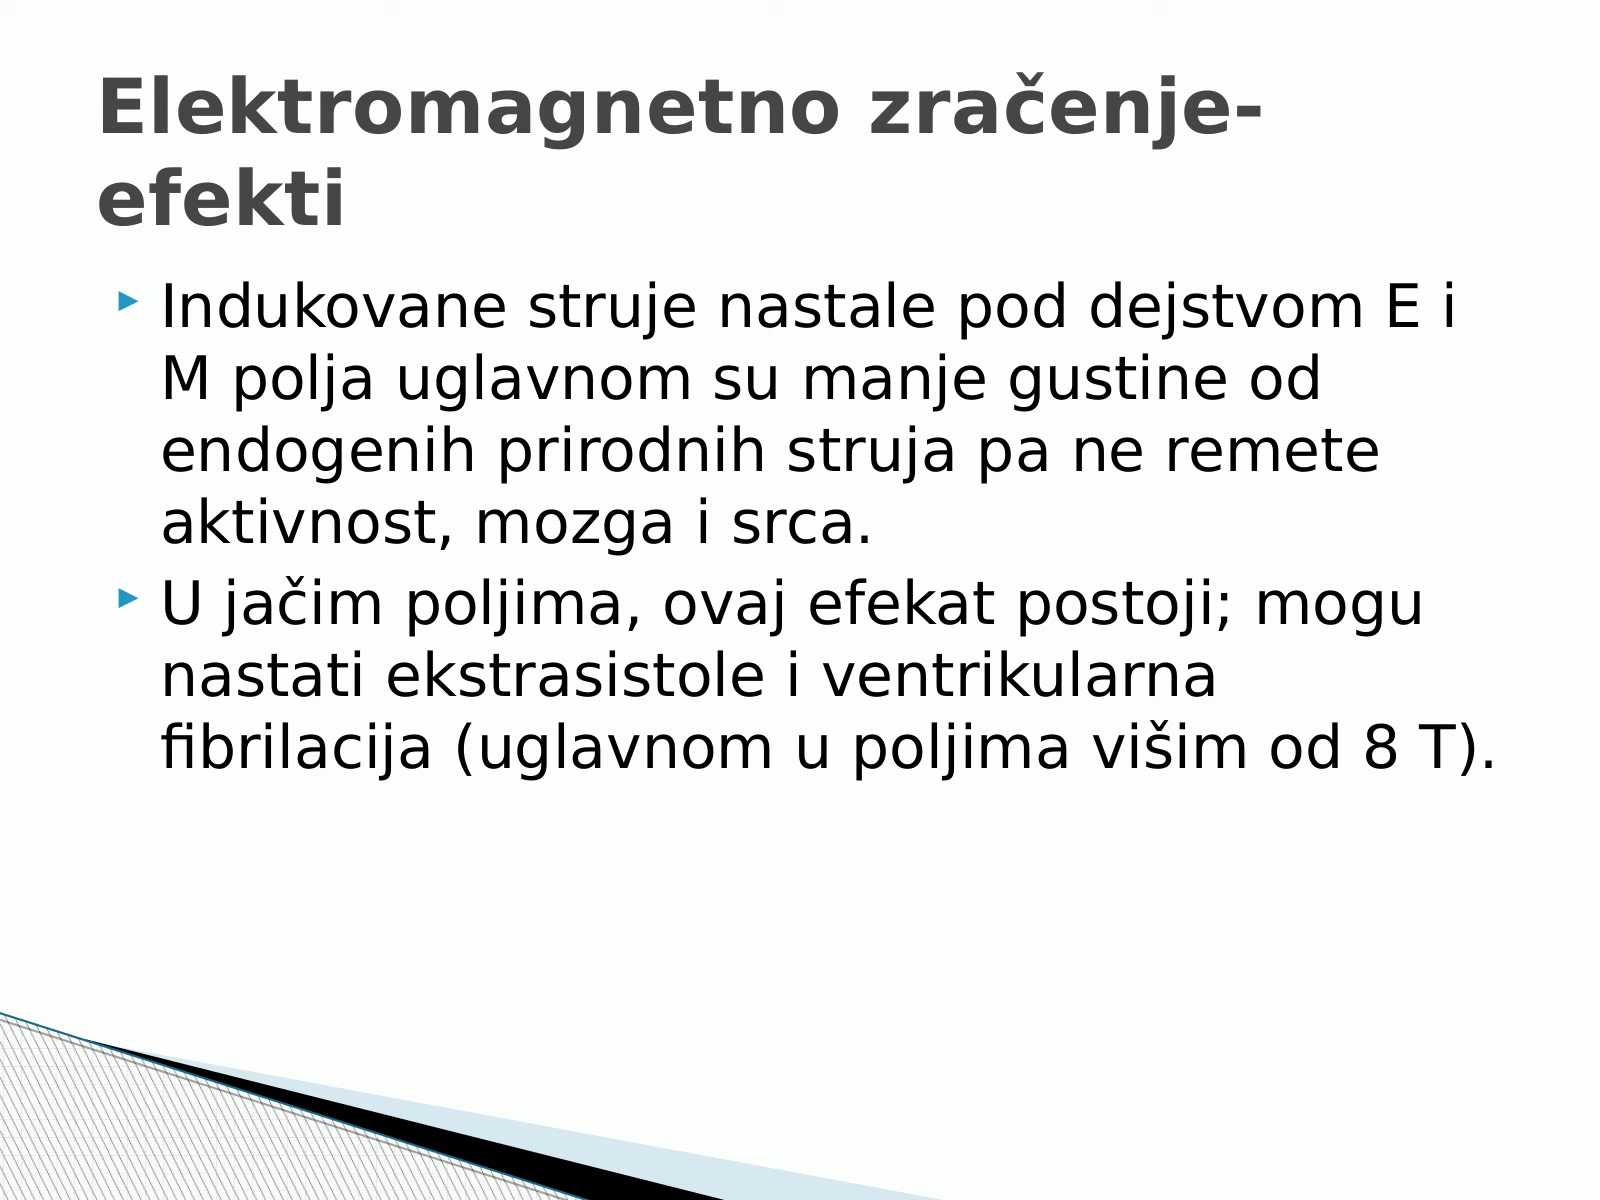 Elektromagnetno zračenje-
efekti
Indukovane struje nastale pod dejstvom E i
M polja uglavnom su manje gustine od
endogenih prirodnih struja pa ne remete
aktivnost, mozga i srca.
U jačim poljima, ovaj efekat postoji; mogu
nastati ekstrasistole i ventrikularna
fibrilacija (uglavnom u poljima višim od 8 T).